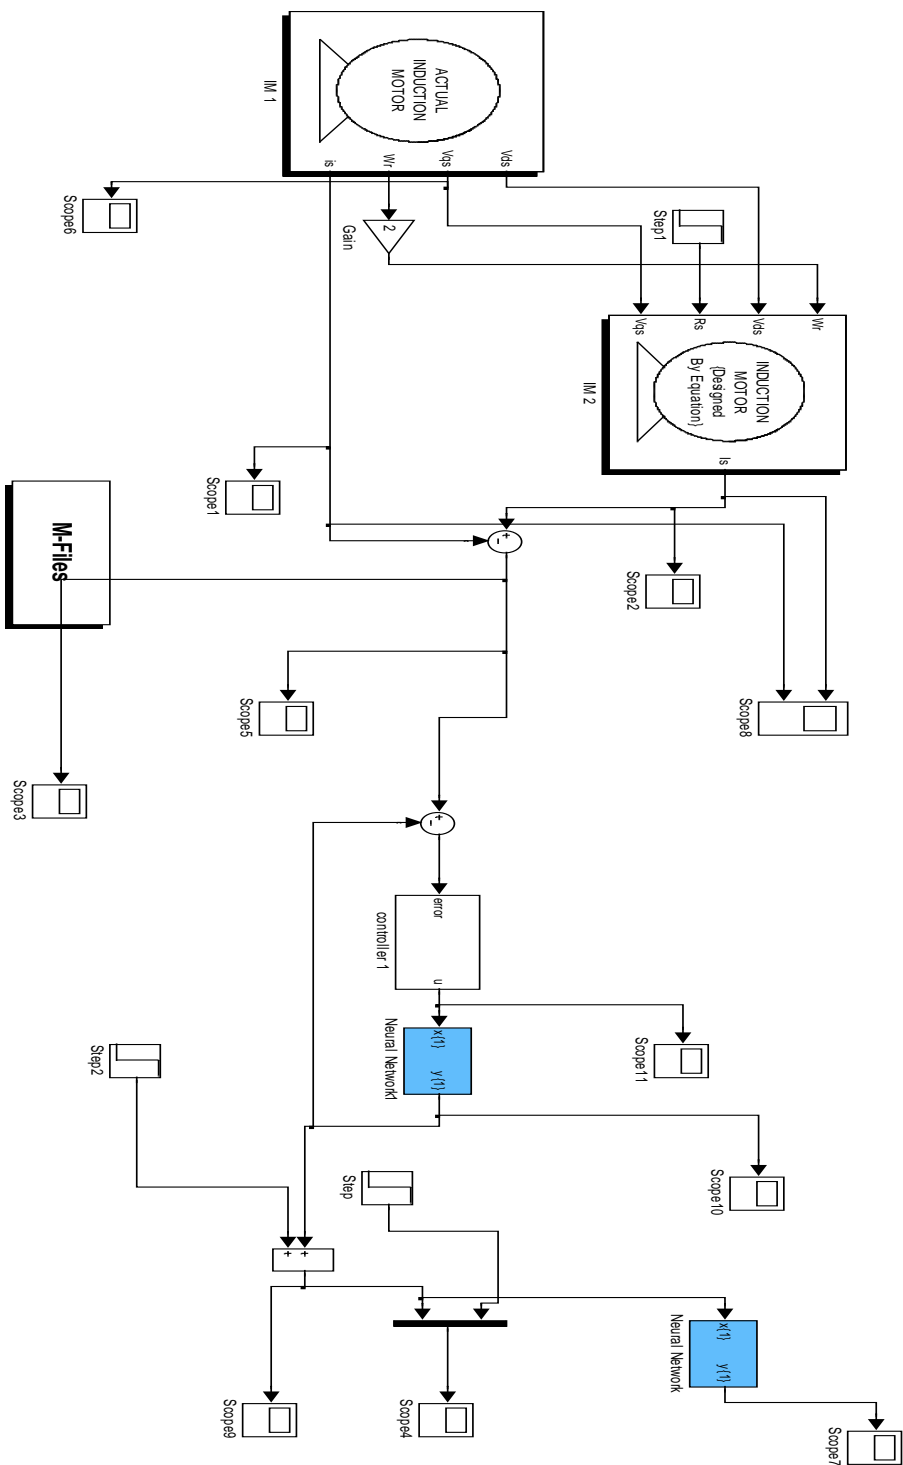 ACTUAL
INDUCTION
MOTOR
Vds
Vqs
Wr
is
IM 1
Scope6
2
Gain
Step1
Wr
Vds
Rs
Vqs
INDUCTION
MOTOR
{Designed
By Equation}
Is
IM 2
Scope1
M-Files
+
-
Scope2
Scope8
Scope5
Scope3
+
-
error
u
controller 1
Scope11
x{1}
y{1}
Neural Network1
Scope10
Step2
Step
+
+
x{1}
y{1}
Neural Network
Scope9
Scope4
Scope7